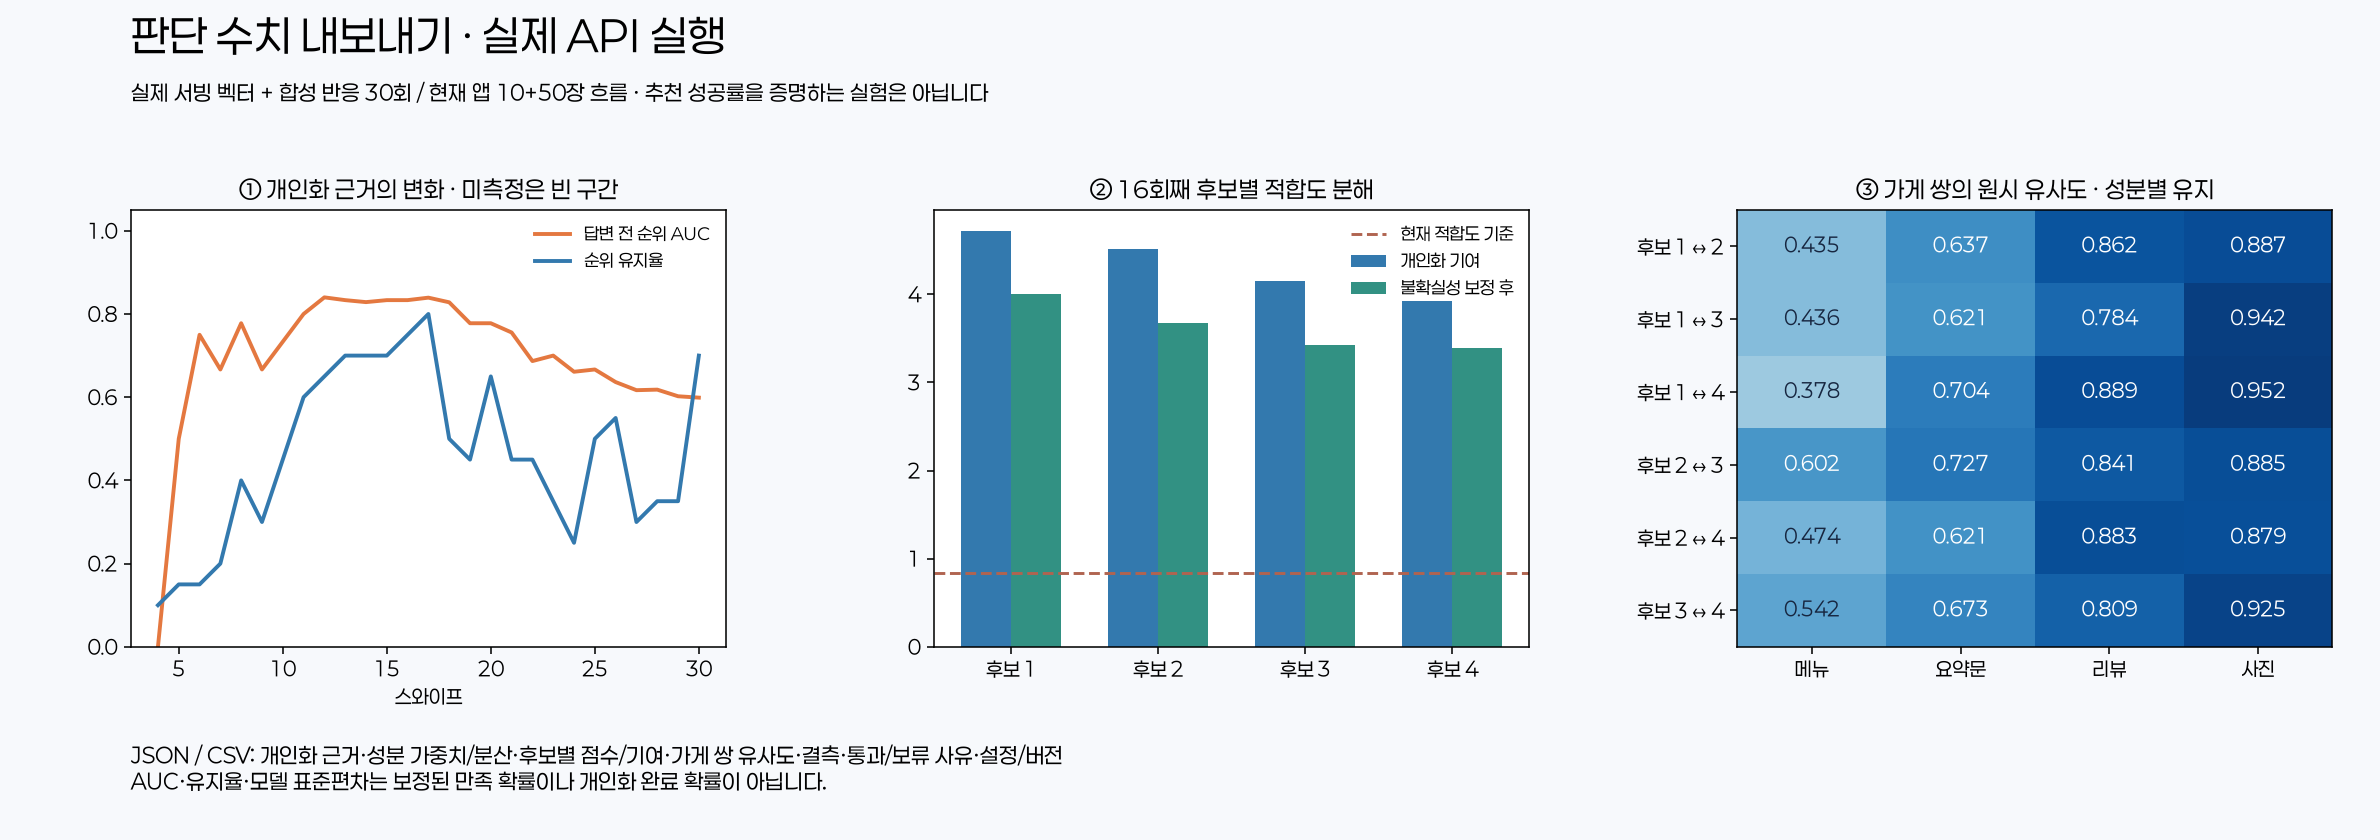 판단 수치 내보내기 · 실제 API 실행
실제 서빙 벡터 + 합성 반응 30회 / 현재 앱 10+50장 흐름 · 추천 성공률을 증명하는 실험은 아닙니다
① 개인화 근거의 변화 · 미측정은 빈 구간
1.0
0.8
0.6
0.4
0.2
0.0
답변 전 순위 AUC
순위 유지율
5
10
15
20
25
30
스와이프
② 16회째 후보별 적합도 분해
4
3
2
1
0
현재 적합도 기준
개인화 기여
불확실성 보정 후
후보 1
후보 2
후보 3
후보 4
③ 가게 쌍의 원시 유사도 · 성분별 유지
후보 1 ↔ 2 0.435 0.637 0.862 0.887
후보 1 ↔ 3 0.436 0.621 0.784 0.942
후보 1 ↔ 4 0.378 0.704 0.889 0.952
후보 2 ↔ 3 0.602 0.727 0.841 0.885
후보 2 ↔ 4 0.474 0.621 0.883 0.879
후보 3 ↔ 4 0.542 0.673 0.809 0.925
메뉴 요약문 리뷰 사진
JSON / CSV: 개인화 근거·성분 가중치/분산·후보별 점수/기여·가게 쌍 유사도·결측·통과/보류 사유·설정/버전
AUC·유지율·모델 표준편차는 보정된 만족 확률이나 개인화 완료 확률이 아닙니다.